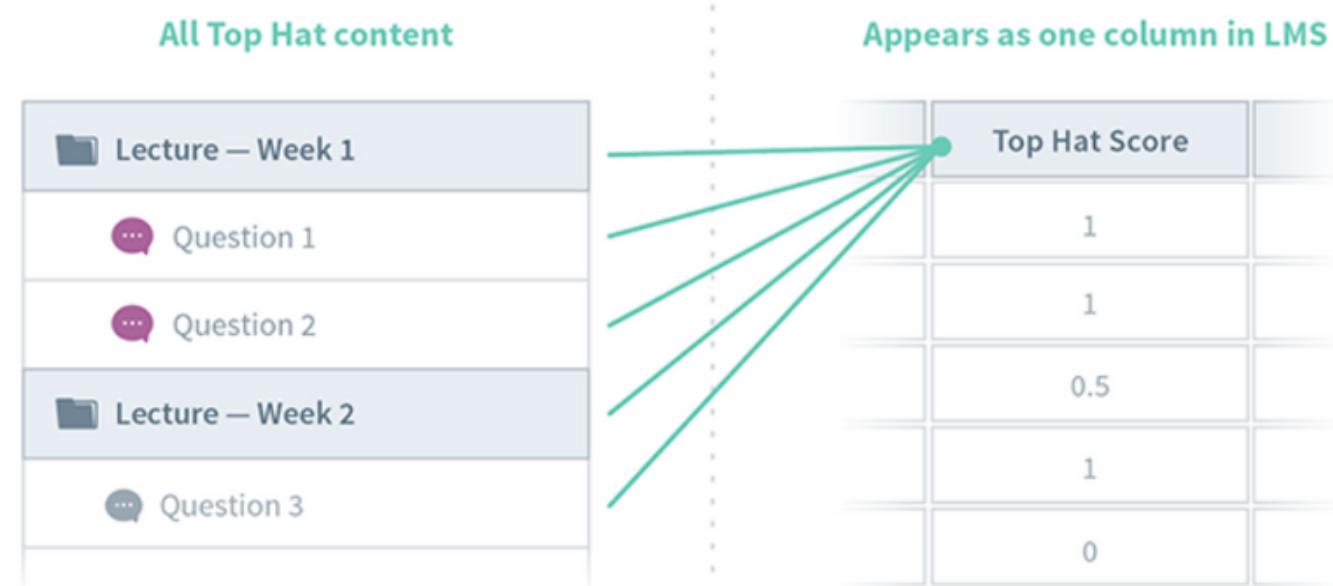 All Top Hat content
Appears as one column in LMS
Lecture — Week 1
Question 1
Question 2
Lecture — Week 2
Question 3
Top Hat Score
1
1
0.5
1
0